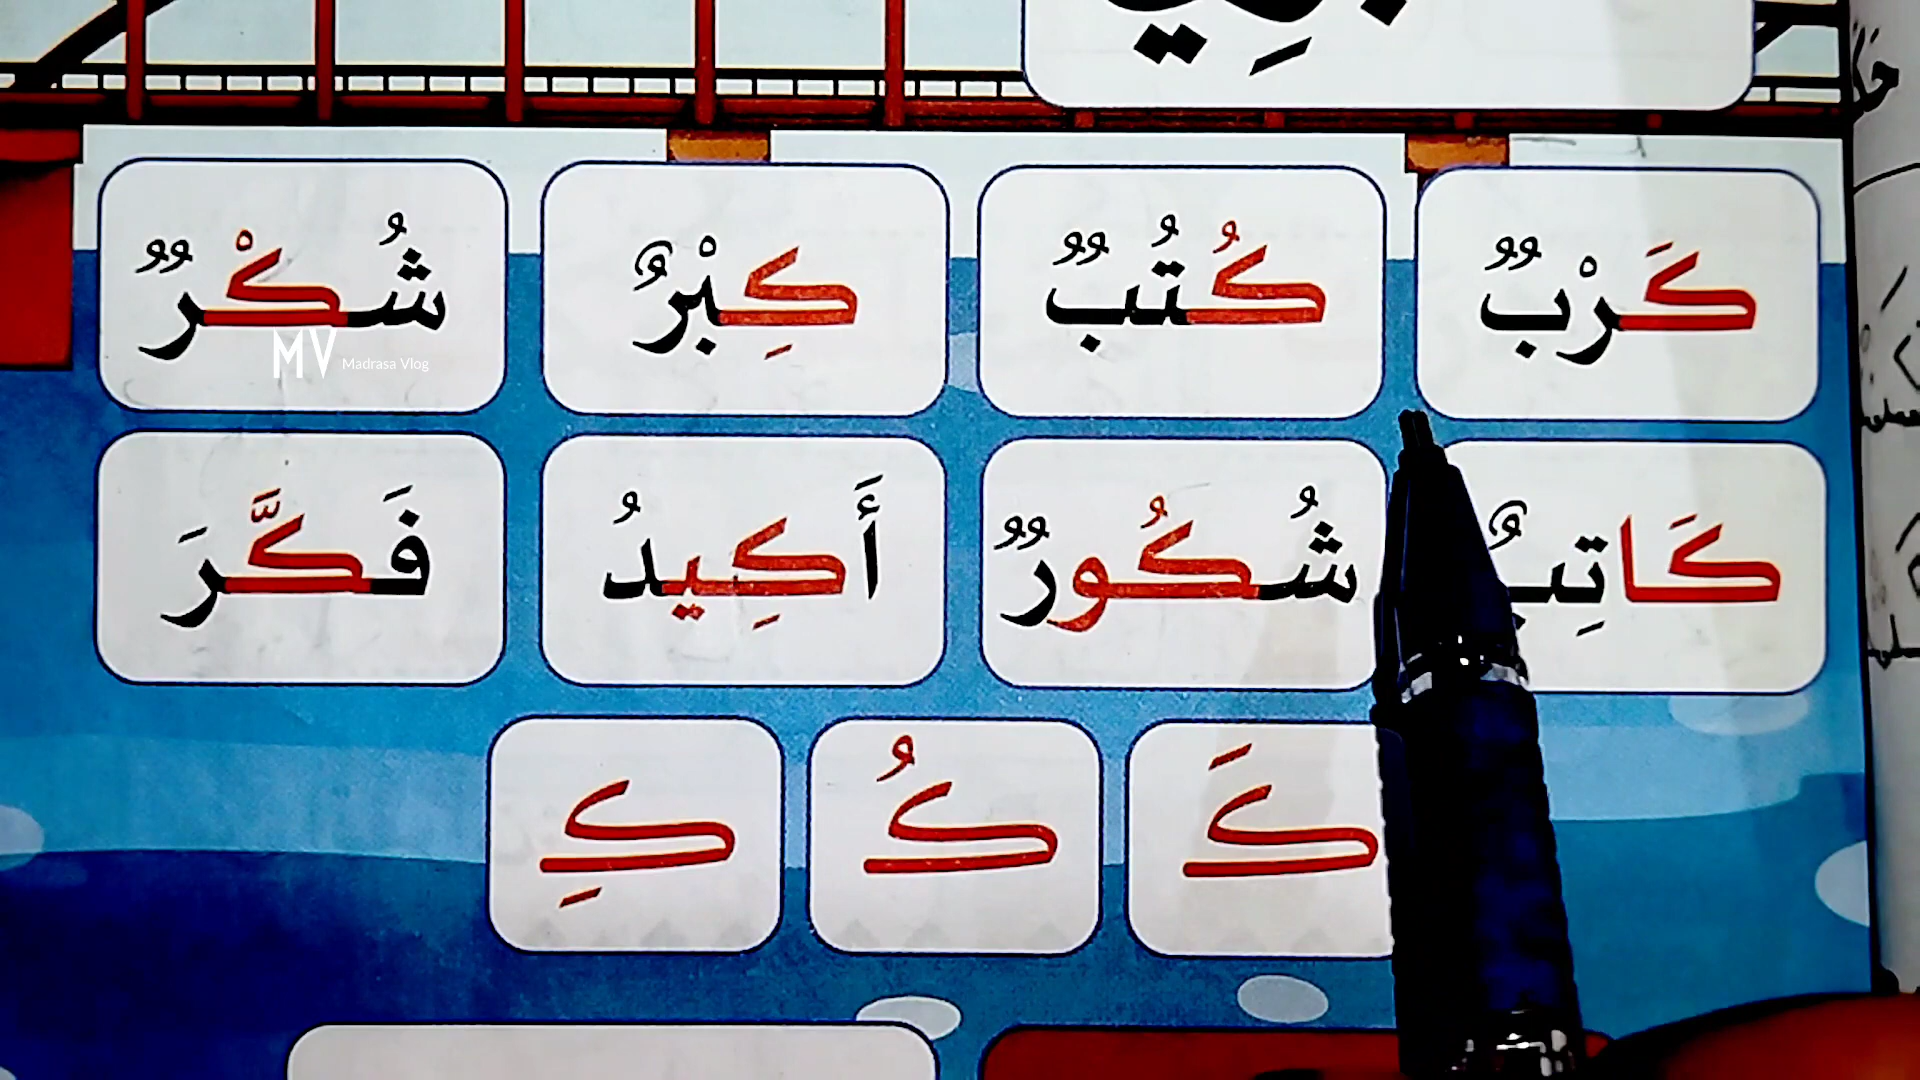 كَرْبٌ كُتُبٌ كِبْرٌ شُكْرٌ
MV Madrasa Vlog
كَاتِبٌ شُكُورٌ أَكِيدُ فَكَّرَ
كَ كُ كِ